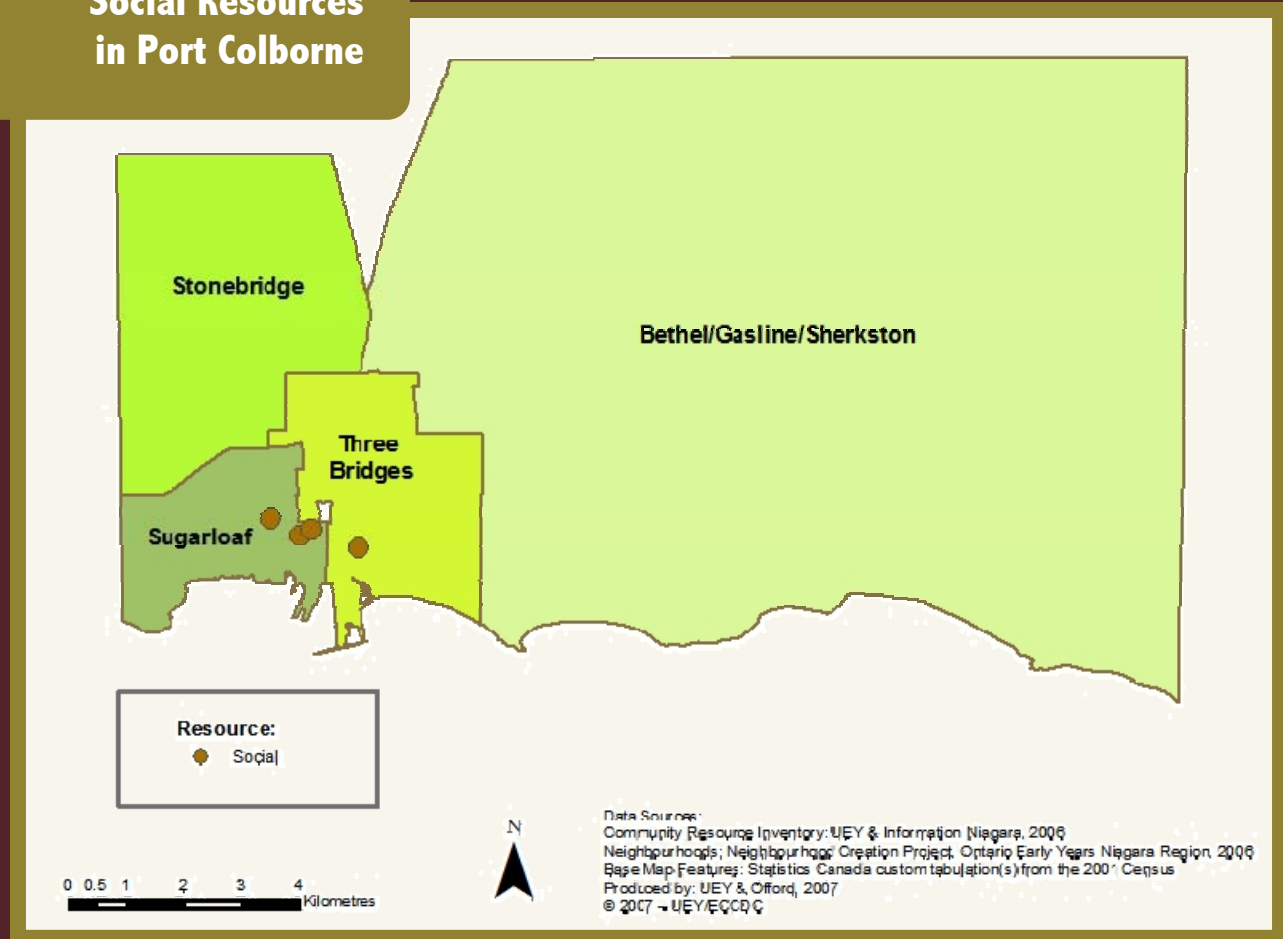 Social Resources
in Port Colborne
Stonebridge
Bethel/Gasline/Sherkston
Three
Bridges
Sugarloaf
Resource:
Social
N
0 0.5 1 2 3 4
Kilometres
Data Sources:
Community Resource Inventory: UEY & Information Niagara, 2006
Neighbourhoods; Neighbourhood Creation Project, Ontario Early Years Niagara Region, 2006
Base Map Features: Statistics Canada custom tabulation(s) from the 2001 Census
Produced by: UEY & Offord, 2007
© 2007 – UEY/ECCDC